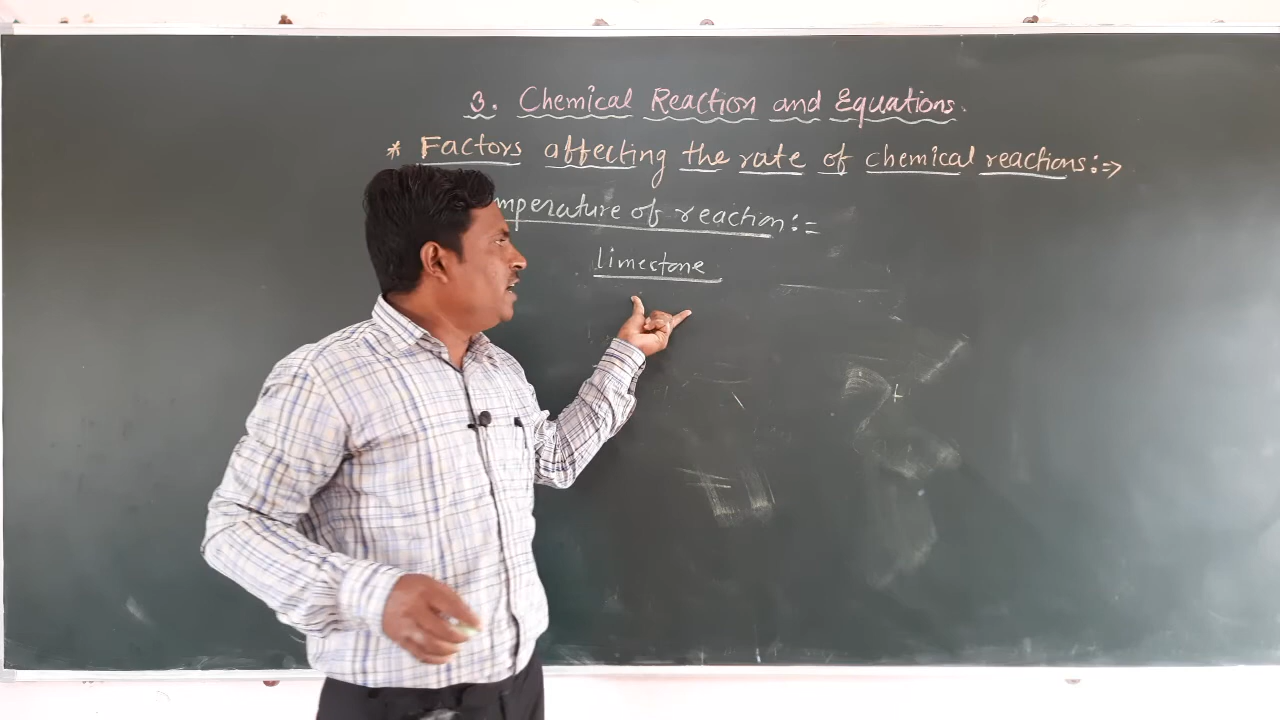 3. Chemical Reaction and Equations.
* Factors affecting the rate of chemical reactions:⇒
mperature of reaction:=
limestone